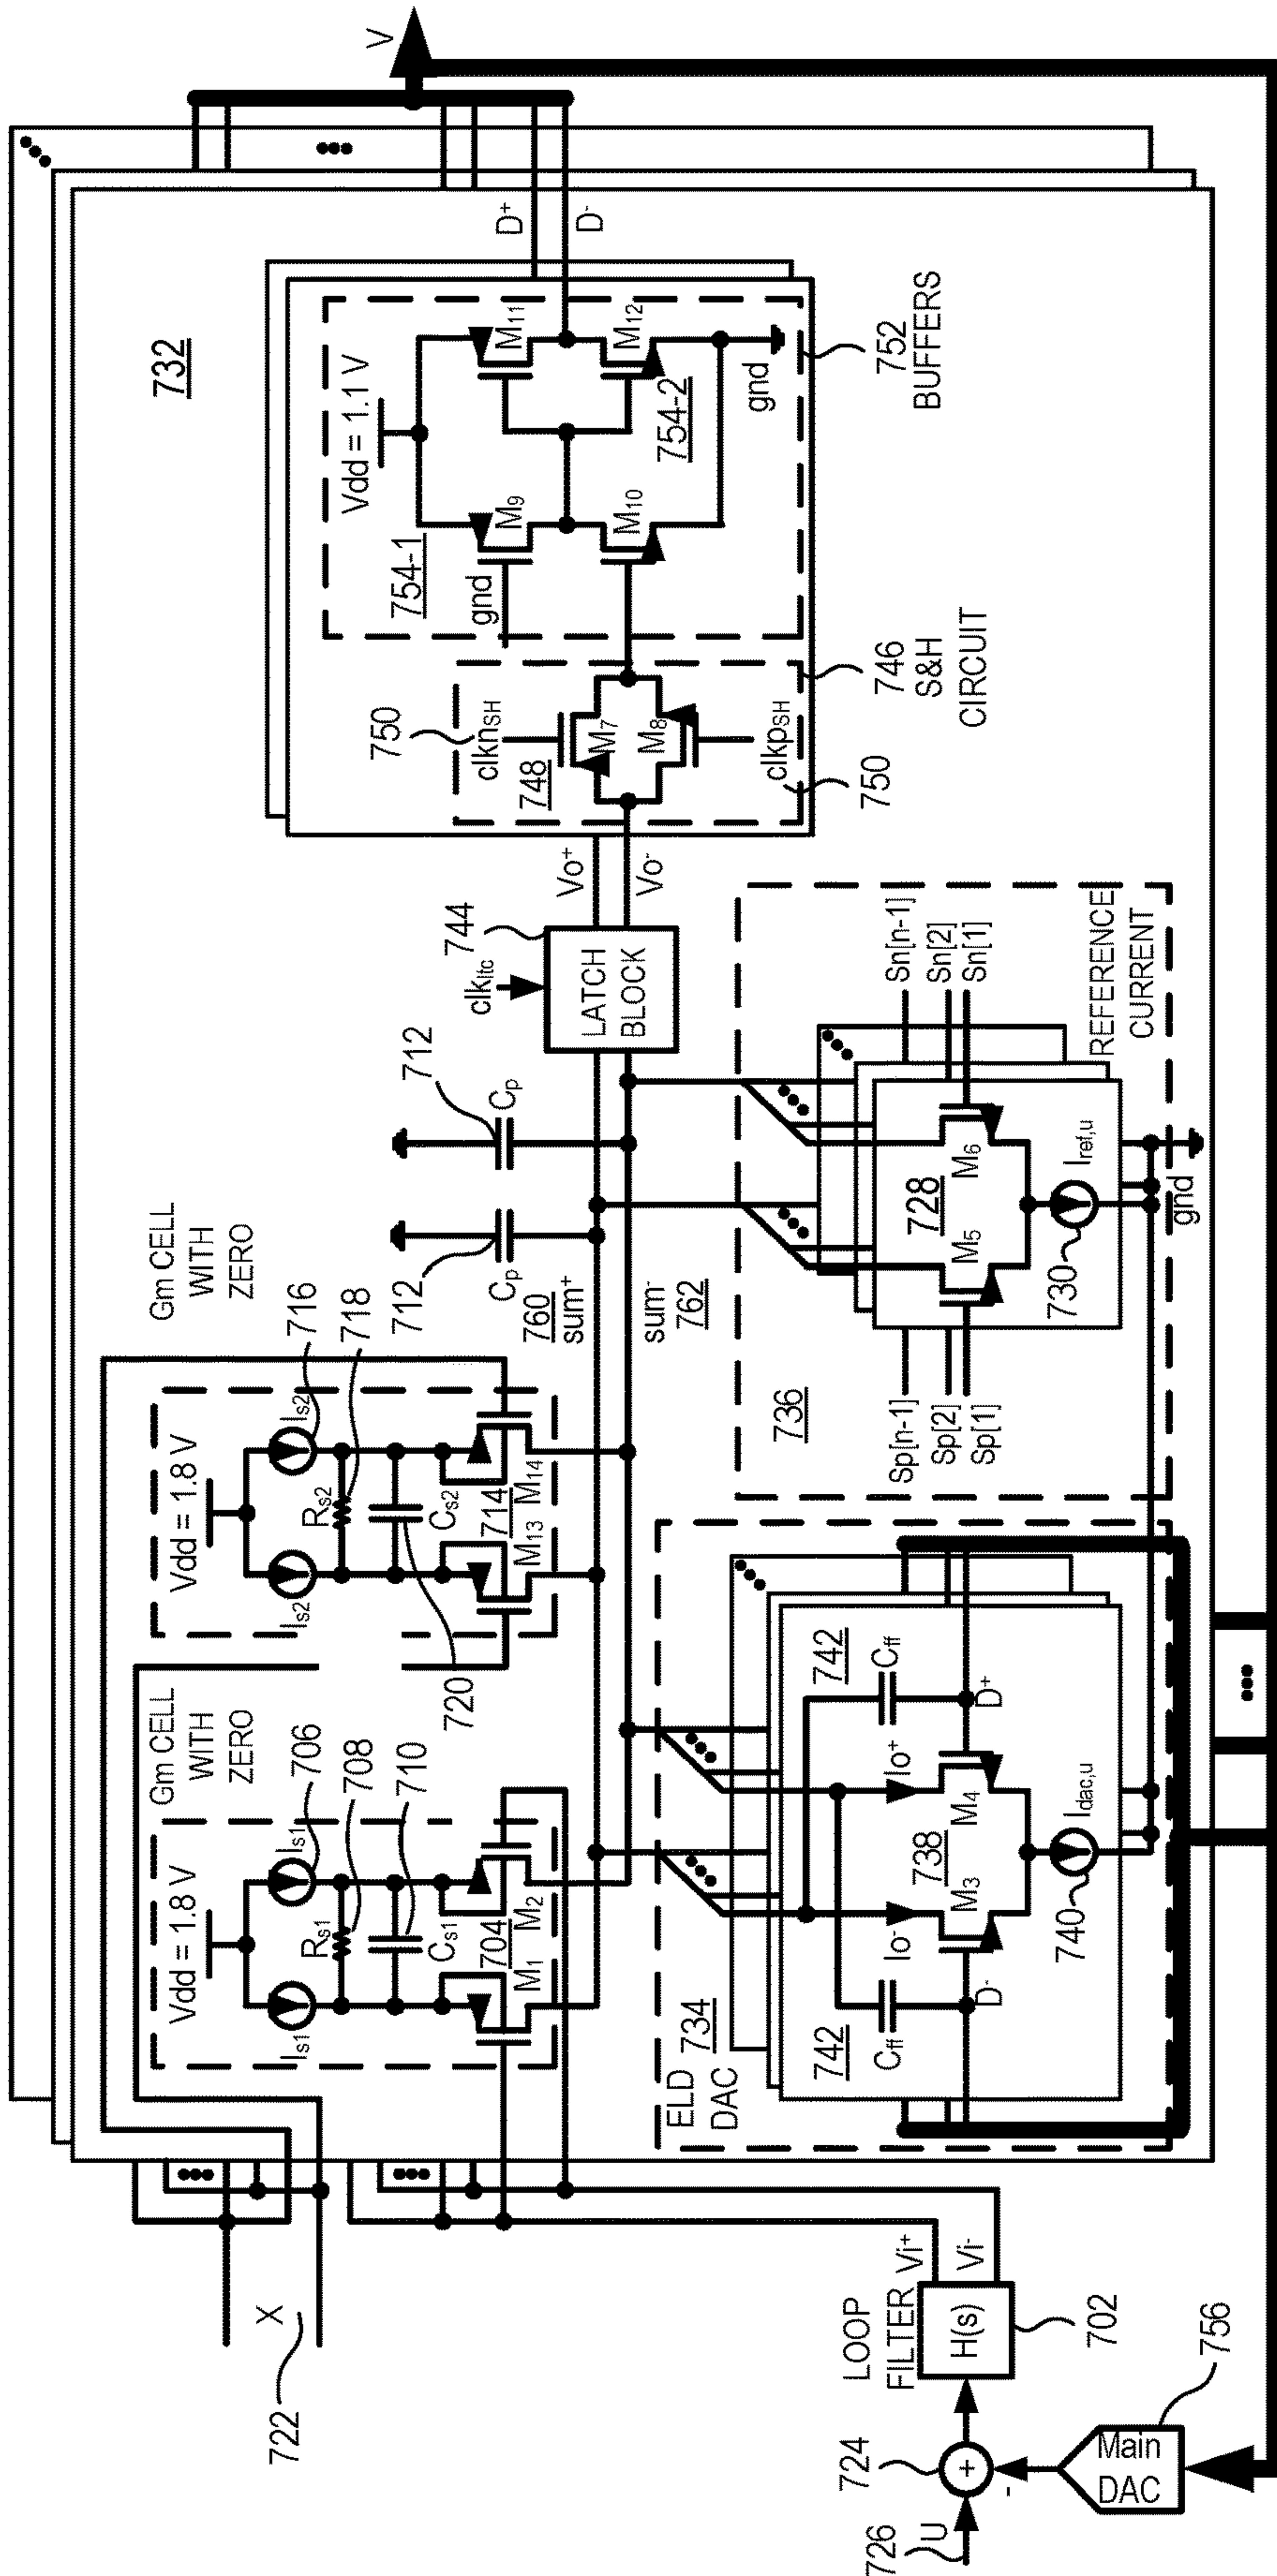 V
732
D+
D-
Vdd = 1.1 V
M11
M12
754-2
754-1
M9
M10
gnd
gnd
752
BUFFERS
750
clknSH
748
M7
M8
clkpSH
750
746
S&H
CIRCUIT
Vo+
Vo-
744
clkltc
LATCH
BLOCK
712
Cp
712
Cp
760
sum+
sum-
762
Gm CELL
WITH
ZERO
716
718
Vdd = 1.8 V
Is2
Is2
Rs2
Cs2
714
M13
M14
720
Gm CELL
WITH
ZERO
706
708
710
Vdd = 1.8 V
Is1
Is1
Rs1
Cs1
704
M1
M2
736
Sp[n-1]
Sp[2]
Sp[1]
Sn[n-1]
Sn[2]
Sn[1]
728
M5
M6
730
Iref,u
REFERENCE
CURRENT
gnd
ELD
DAC
734
742
Cff
742
Cff
Io-
Io+
D-
D+
738
M3
M4
740
Idac,u
X
722
LOOP
FILTER
Vi+
Vi-
H(s)
702
724
+
-
726
U
Main
DAC
756